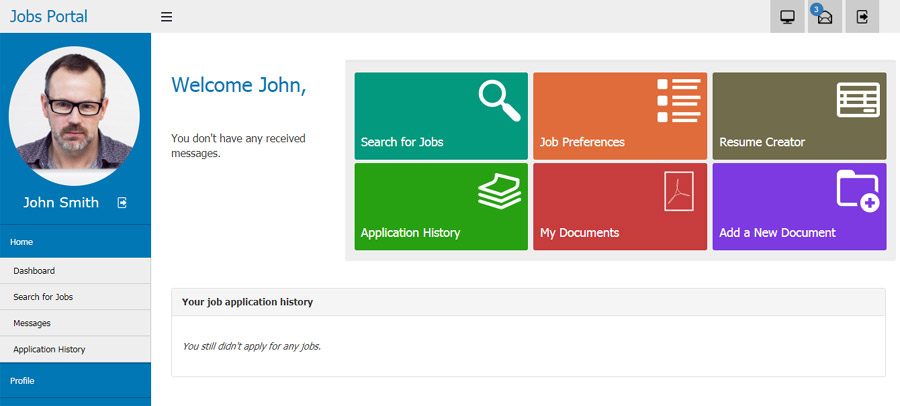 Jobs Portal
3
John Smith
Home
Dashboard
Search for Jobs
Messages
Application History
Profile
Welcome John,
You don't have any received
messages.
Search for Jobs
Job Preferences
Resume Creator
Application History
My Documents
Add a New Document
Your job application history
You still didn't apply for any jobs.